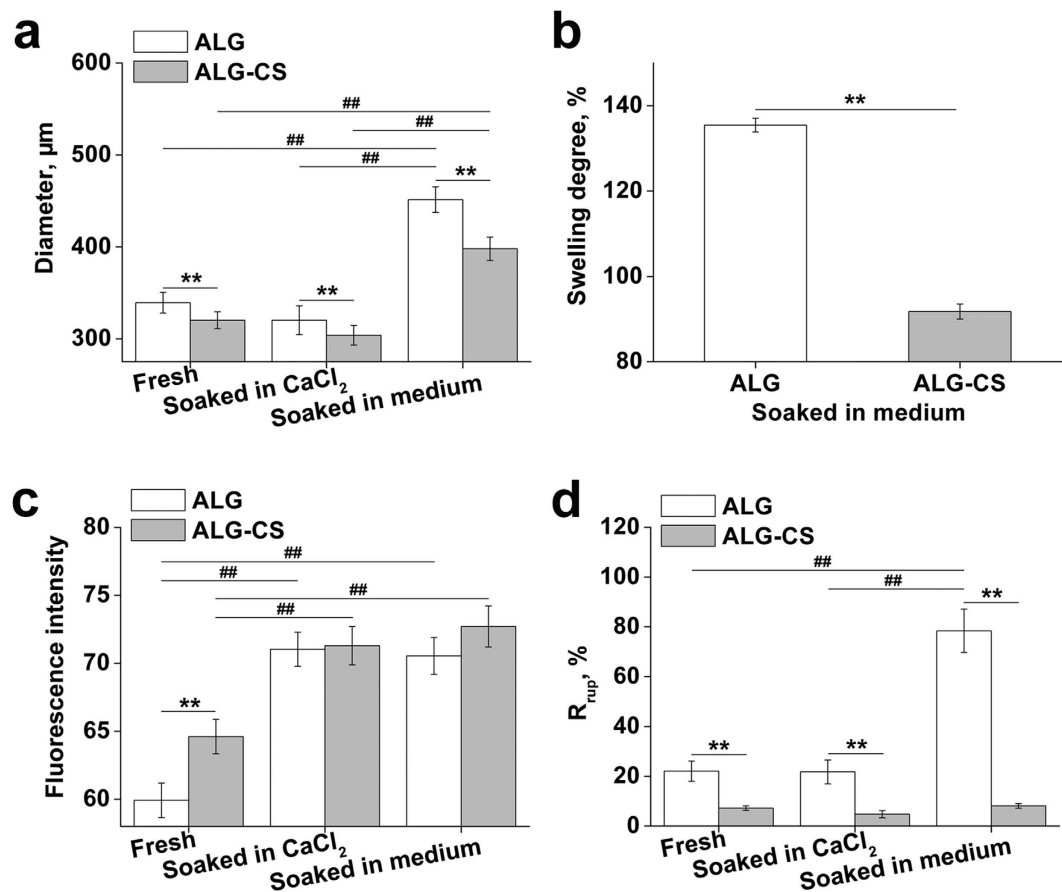 a
ALG
ALG-CS
600
500
400
300
Diameter, µm
##
##
##
##
**
**
**
Fresh
Soaked in CaCl₂
Soaked in medium
b
140
120
100
80
Swelling degree, %
**
ALG
ALG-CS
Soaked in medium
c
ALG
ALG-CS
80
75
70
65
60
Fluorescence intensity
##
##
##
##
**
Fresh
Soaked in CaCl₂
Soaked in medium
d
ALG
ALG-CS
120
100
80
60
40
20
0
Rrup, %
##
##
**
**
**
Fresh
Soaked in CaCl₂
Soaked in medium